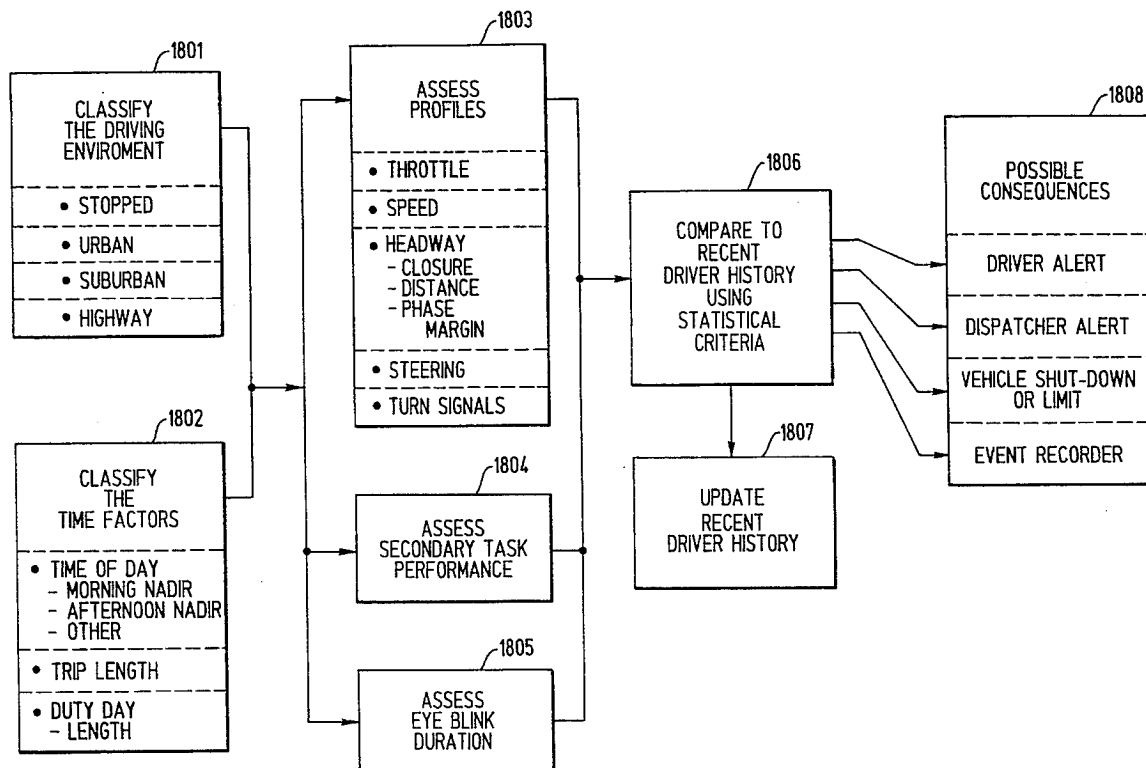 1801
CLASSIFY
THE DRIVING
ENVIROMENT
• STOPPED
• URBAN
• SUBURBAN
• HIGHWAY
1802
CLASSIFY
THE
TIME FACTORS
• TIME OF DAY
- MORNING NADIR
- AFTERNOON NADIR
- OTHER
• TRIP LENGTH
• DUTY DAY
- LENGTH
1803
ASSESS
PROFILES
• THROTTLE
• SPEED
• HEADWAY
- CLOSURE
- DISTANCE
- PHASE
MARGIN
• STEERING
• TURN SIGNALS
1804
ASSESS
SECONDARY TASK
PERFORMANCE
1805
ASSESS
EYE BLINK
DURATION
1806
COMPARE TO
RECENT
DRIVER HISTORY
USING
STATISTICAL
CRITERIA
1807
UPDATE
RECENT
DRIVER HISTORY
1808
POSSIBLE
CONSEQUENCES
DRIVER ALERT
DISPATCHER ALERT
VEHICLE SHUT-DOWN
OR LIMIT
EVENT RECORDER